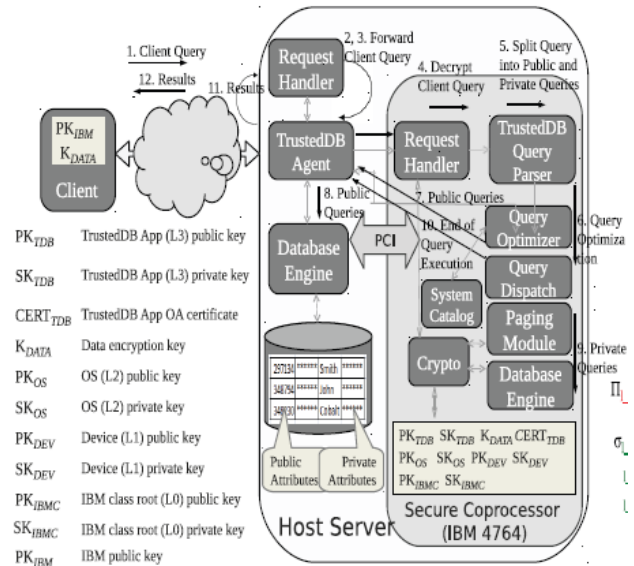 1. Client Query
12. Results
PK_IBM
K_DATA
Client
2, 3. Forward
Client Query
Request
Handler
11. Results
TrustedDB
Agent
8. Public
Queries
Database
Engine
297134 ****** Smith ******
348794 ****** John ******
Cobalt ******
Public
Attributes
Private
Attributes
Host Server
PCI
4. Decrypt
Client Query
5. Split Query
into Public and
Private Queries
Request
Handler
TrustedDB
Query
Parser
7. Public Queries
10. End of
Query
Execution
Query
Optimizer
6. Query
Optimiza
tion
Query
Dispatch
System
Catalog
Paging
Module
9. Private
Queries
Crypto
Database
Engine
PK_TDB SK_TDB K_DATA CERT_TDB
PK_OS SK_OS PK_DEV SK_DEV
PK_IBMC SK_IBMC
Secure Coprocessor
(IBM 4764)
PK_TDB TrustedDB App (L3) public key
SK_TDB TrustedDB App (L3) private key
CERT_TDB TrustedDB App OA certificate
K_DATA Data encryption key
PK_OS OS (L2) public key
SK_OS OS (L2) private key
PK_DEV Device (L1) public key
SK_DEV Device (L1) private key
PK_IBMC IBM class root (L0) public key
SK_IBMC IBM class root (L0) private key
PK_IBM IBM public key
Π
σ